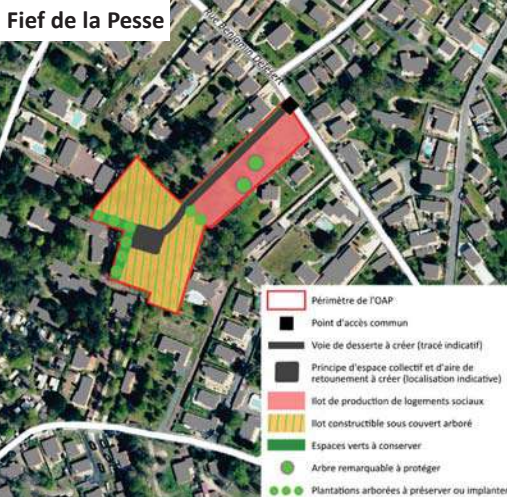 Fief de la Pesse
Rue Benjamin Delessert
Périmètre de l'OAP
Point d'accès commun
Voie de desserte à créer (tracé indicatif)
Principe d'espace collectif et d'aire de
retounement à créer (localisation indicative)
Ilot de production de logements sociaux
Ilot constructible sous couvert arboré
Espaces verts à conserver
Arbre remarquable à protéger
Plantations arborées à préserver ou implanter